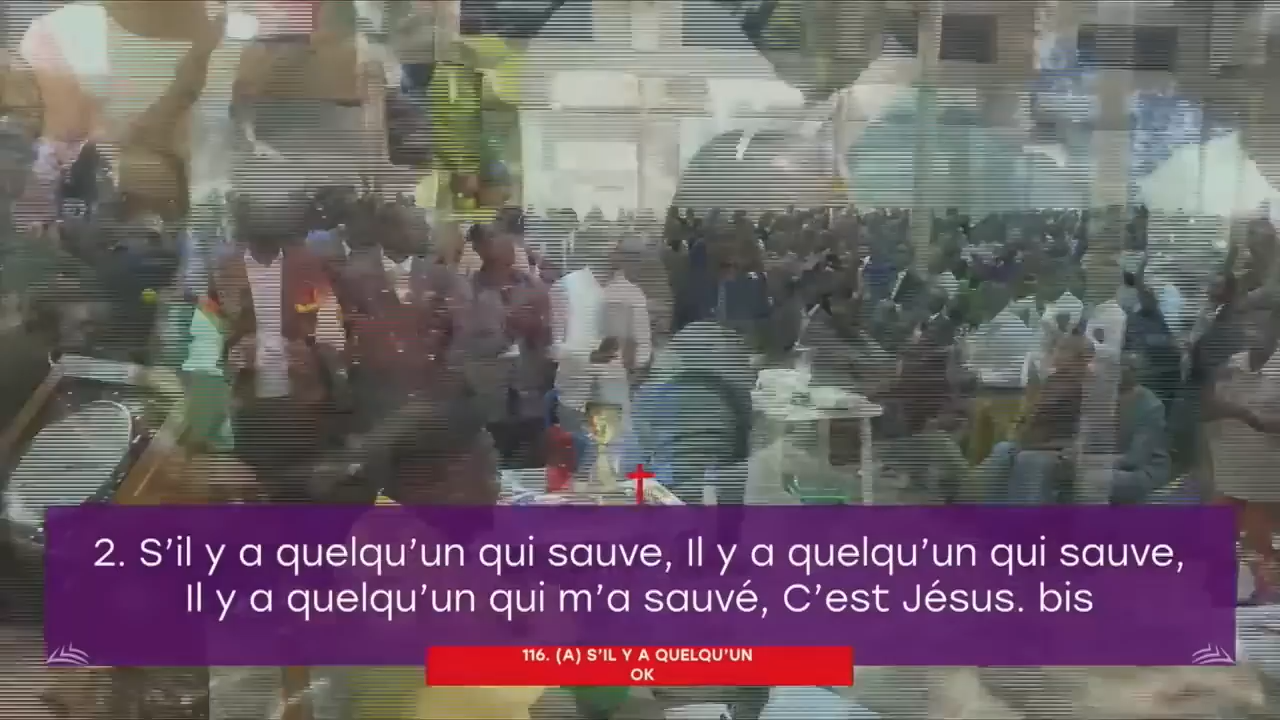 2. S’il y a quelqu’un qui sauve, Il y a quelqu’un qui sauve,
Il y a quelqu’un qui m’a sauvé, C’est Jésus. bis
116. (A) S’IL Y A QUELQU’UN
OK